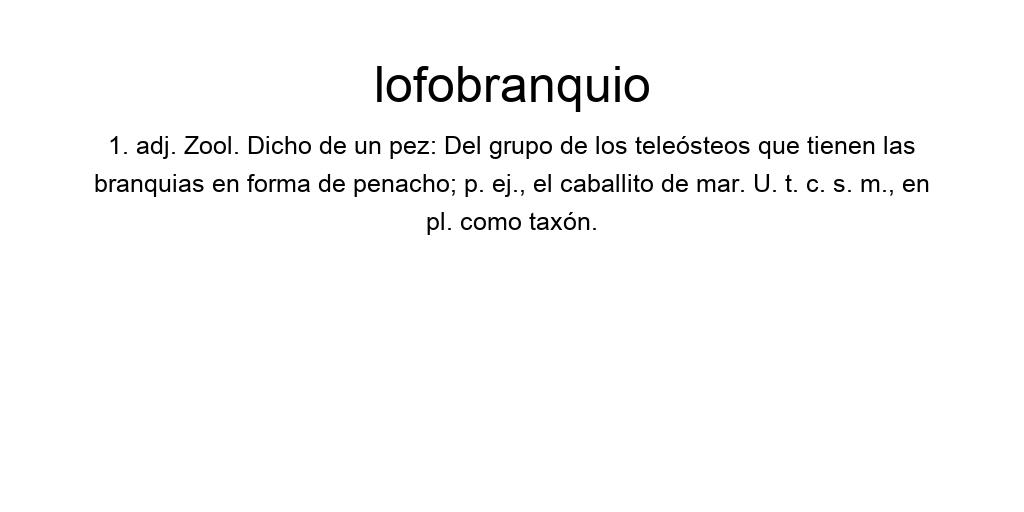 lofobranquio
1. adj. Zool. Dicho de un pez: Del grupo de los teleósteos que tienen las
branquias en forma de penacho; p. ej., el caballito de mar. U. t. c. s. m., en
pl. como taxón.